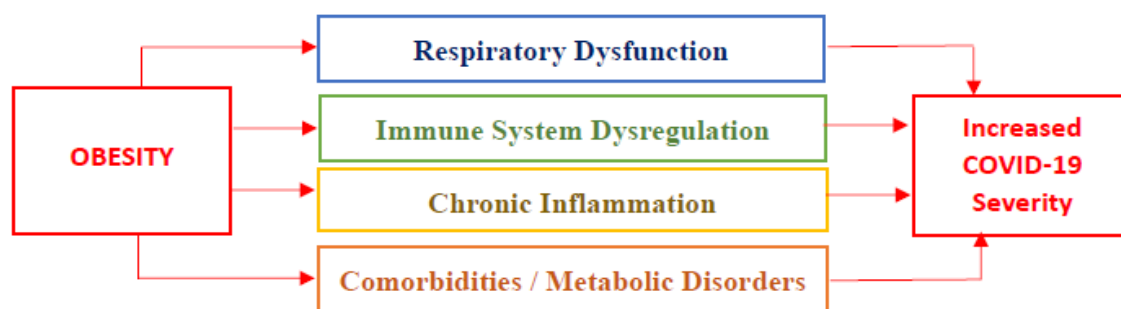 OBESITY
Respiratory Dysfunction
Immune System Dysregulation
Chronic Inflammation
Comorbidities / Metabolic Disorders
Increased
COVID-19
Severity